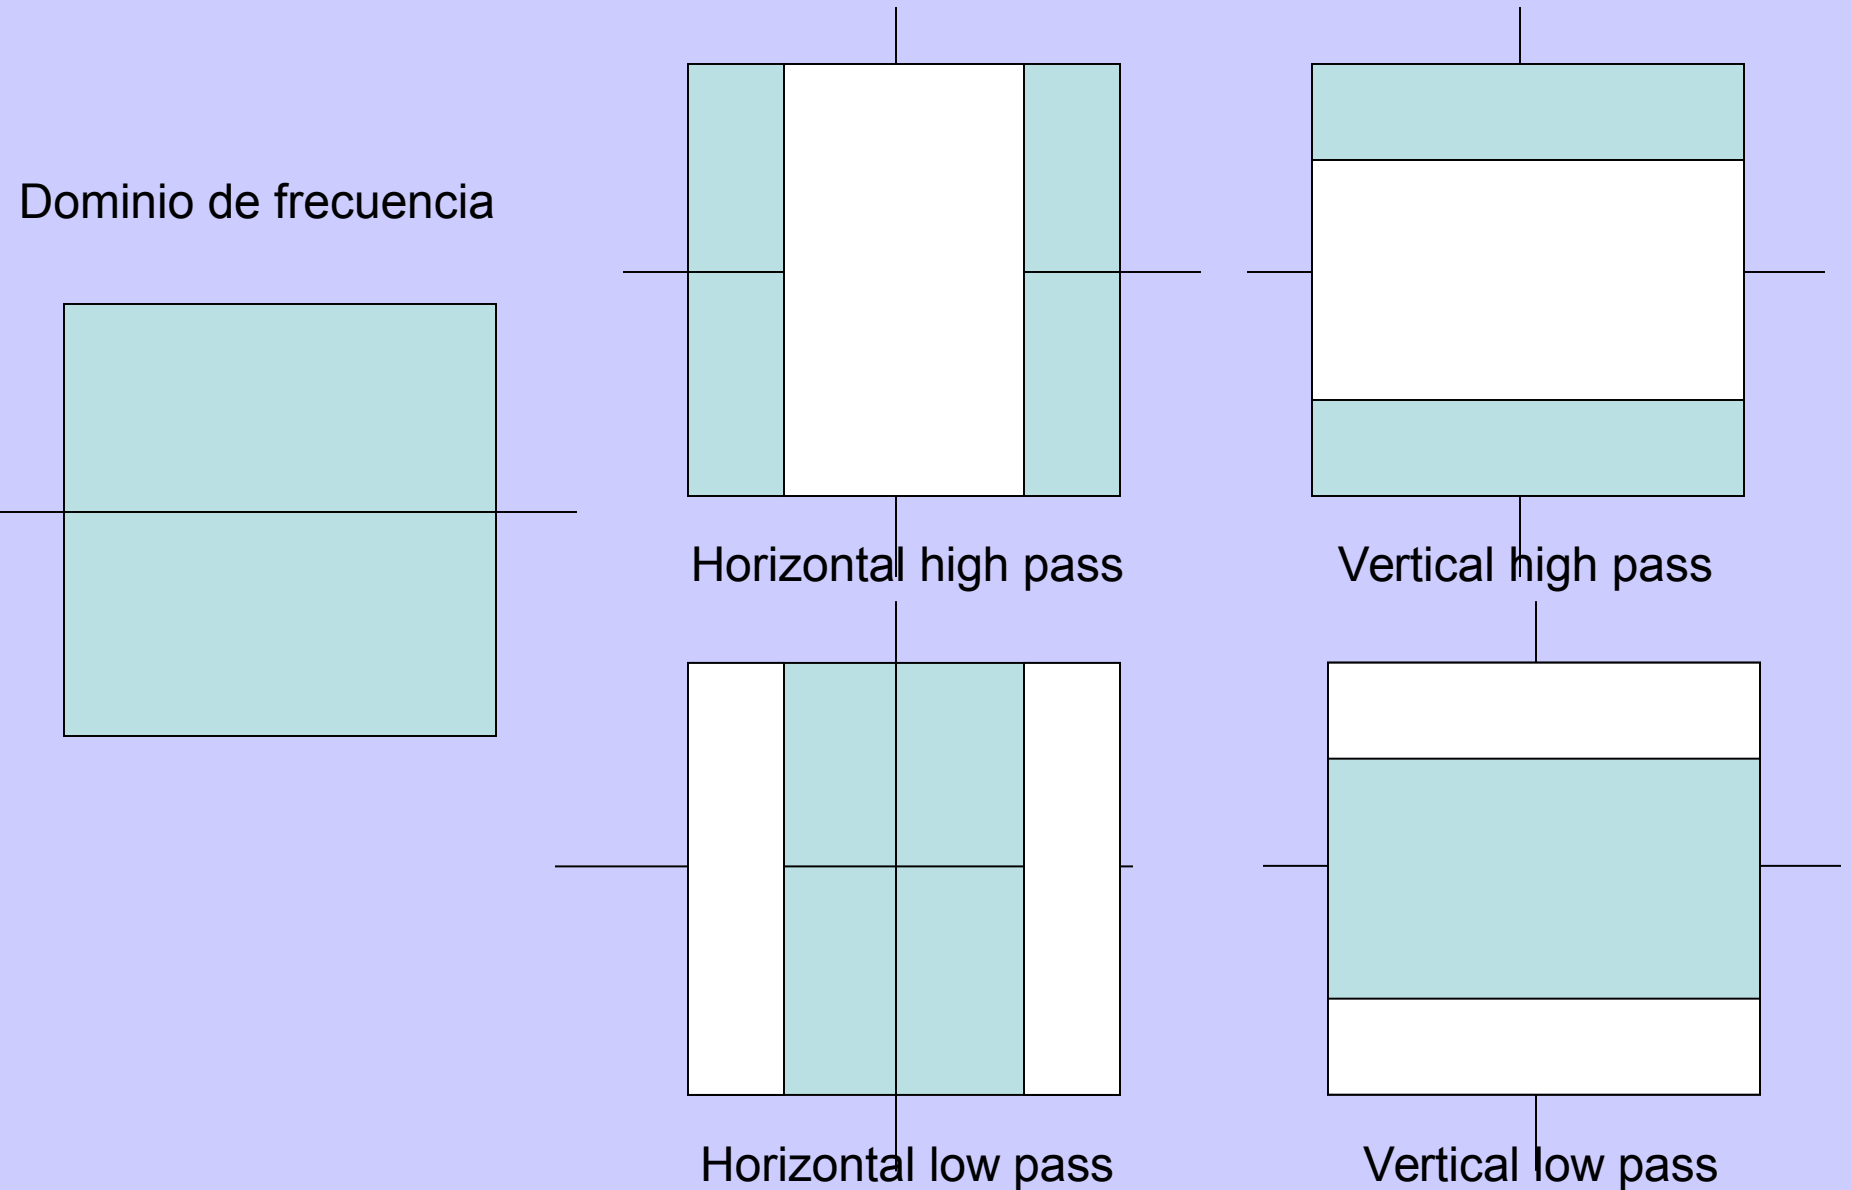 Dominio de frecuencia
Horizontal high pass
Vertical high pass
Horizontal low pass
Vertical low pass